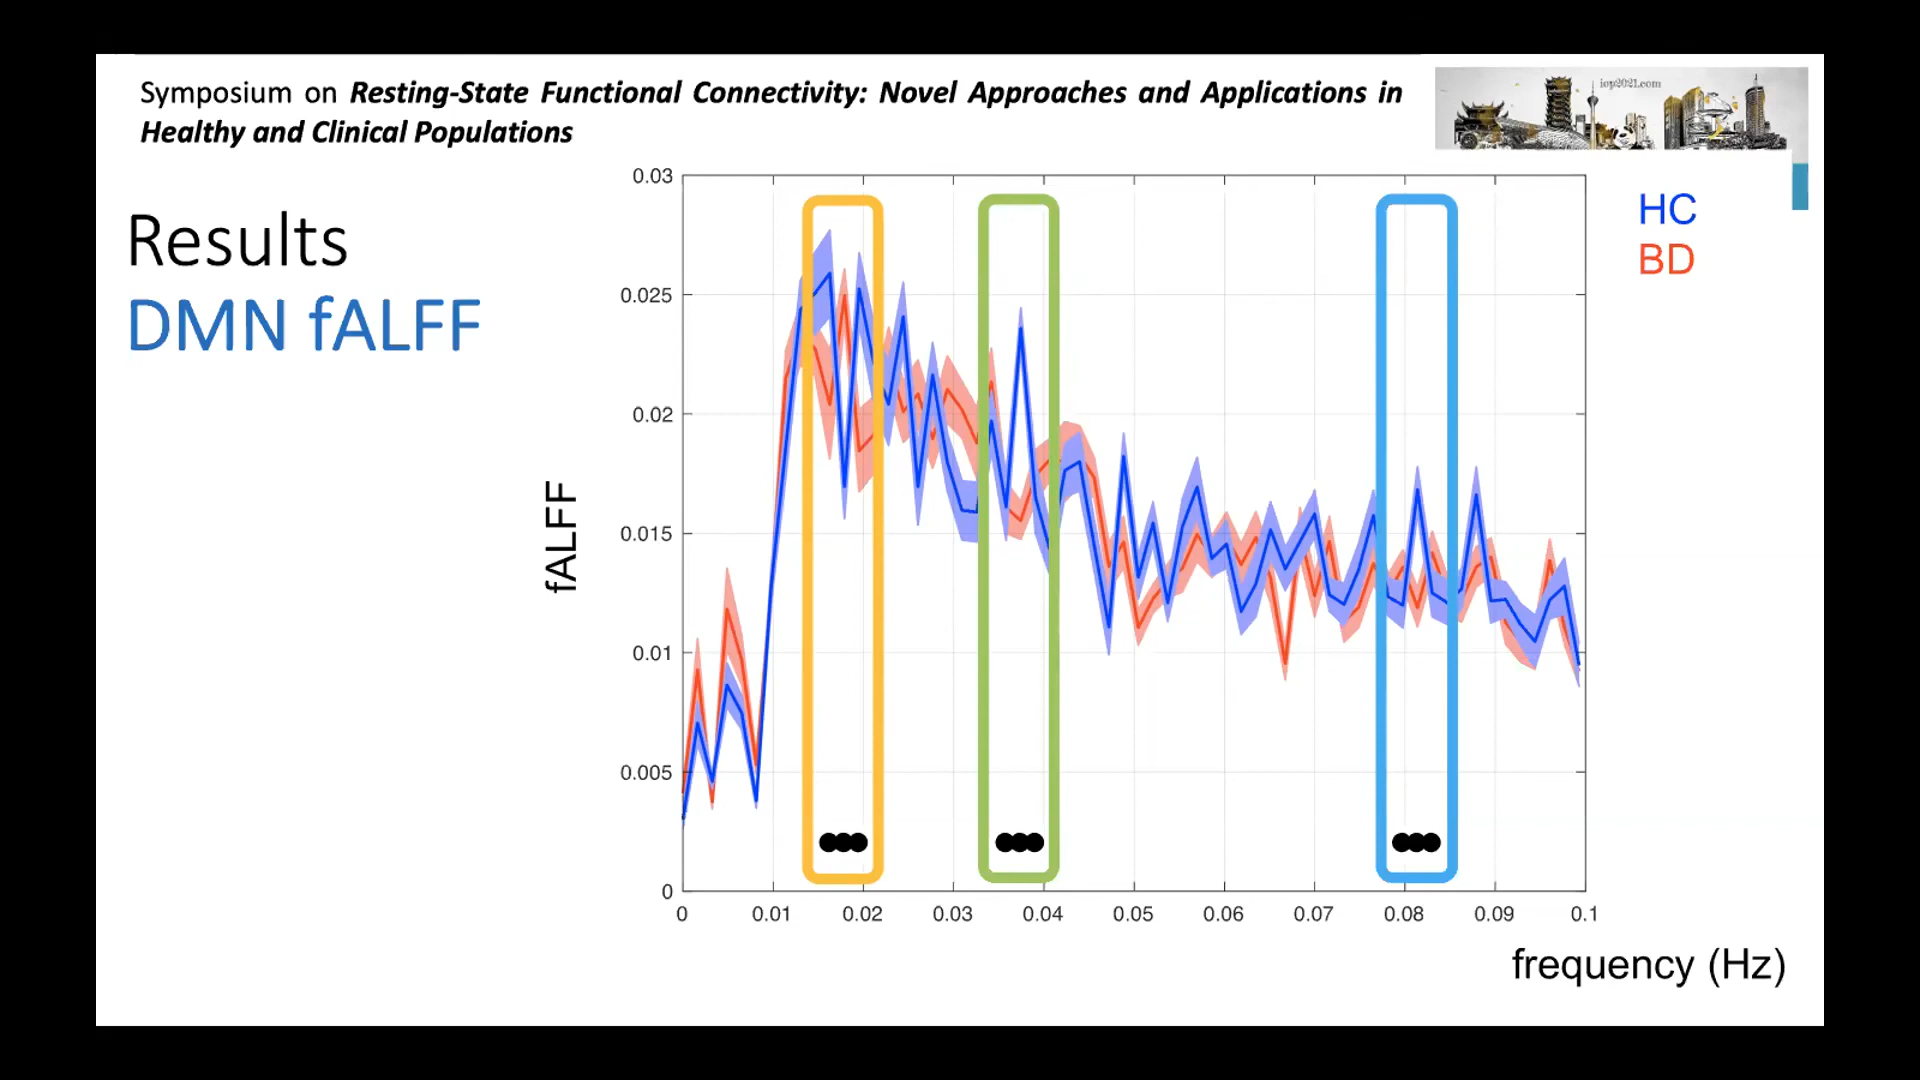 Symposium on Resting-State Functional Connectivity: Novel Approaches and Applications in
Healthy and Clinical Populations
iop2021.com
Results
DMN fALFF
HC
BD
fALFF
0.03
0.025
0.02
0.015
0.01
0.005
0
0 0.01 0.02 0.03 0.04 0.05 0.06 0.07 0.08 0.09 0.1
frequency (Hz)